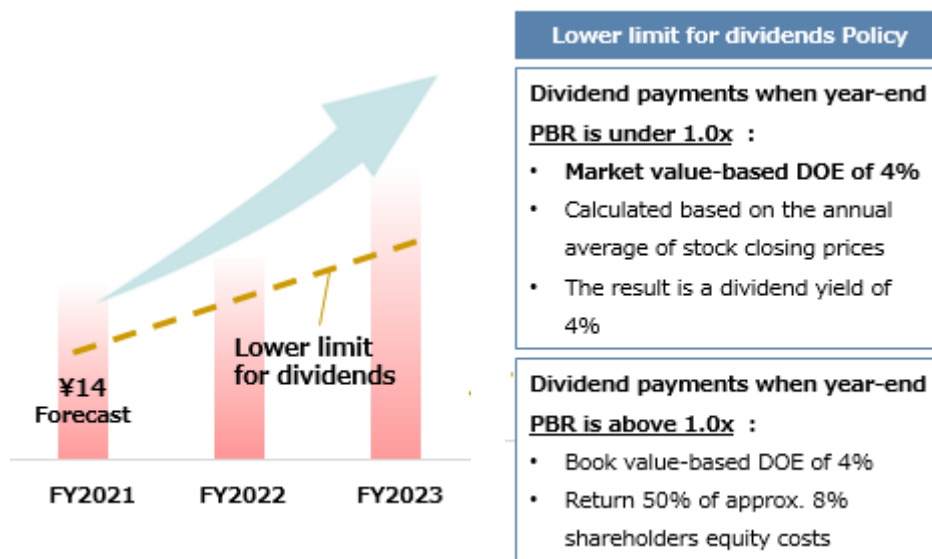 Lower limit for dividends Policy
Dividend payments when year-end
PBR is under 1.0x :
• Market value-based DOE of 4%
• Calculated based on the annual
average of stock closing prices
• The result is a dividend yield of
4%
Dividend payments when year-end
PBR is above 1.0x :
• Book value-based DOE of 4%
• Return 50% of approx. 8%
shareholders equity costs
Lower limit
for dividends
¥14
Forecast
FY2021
FY2022
FY2023